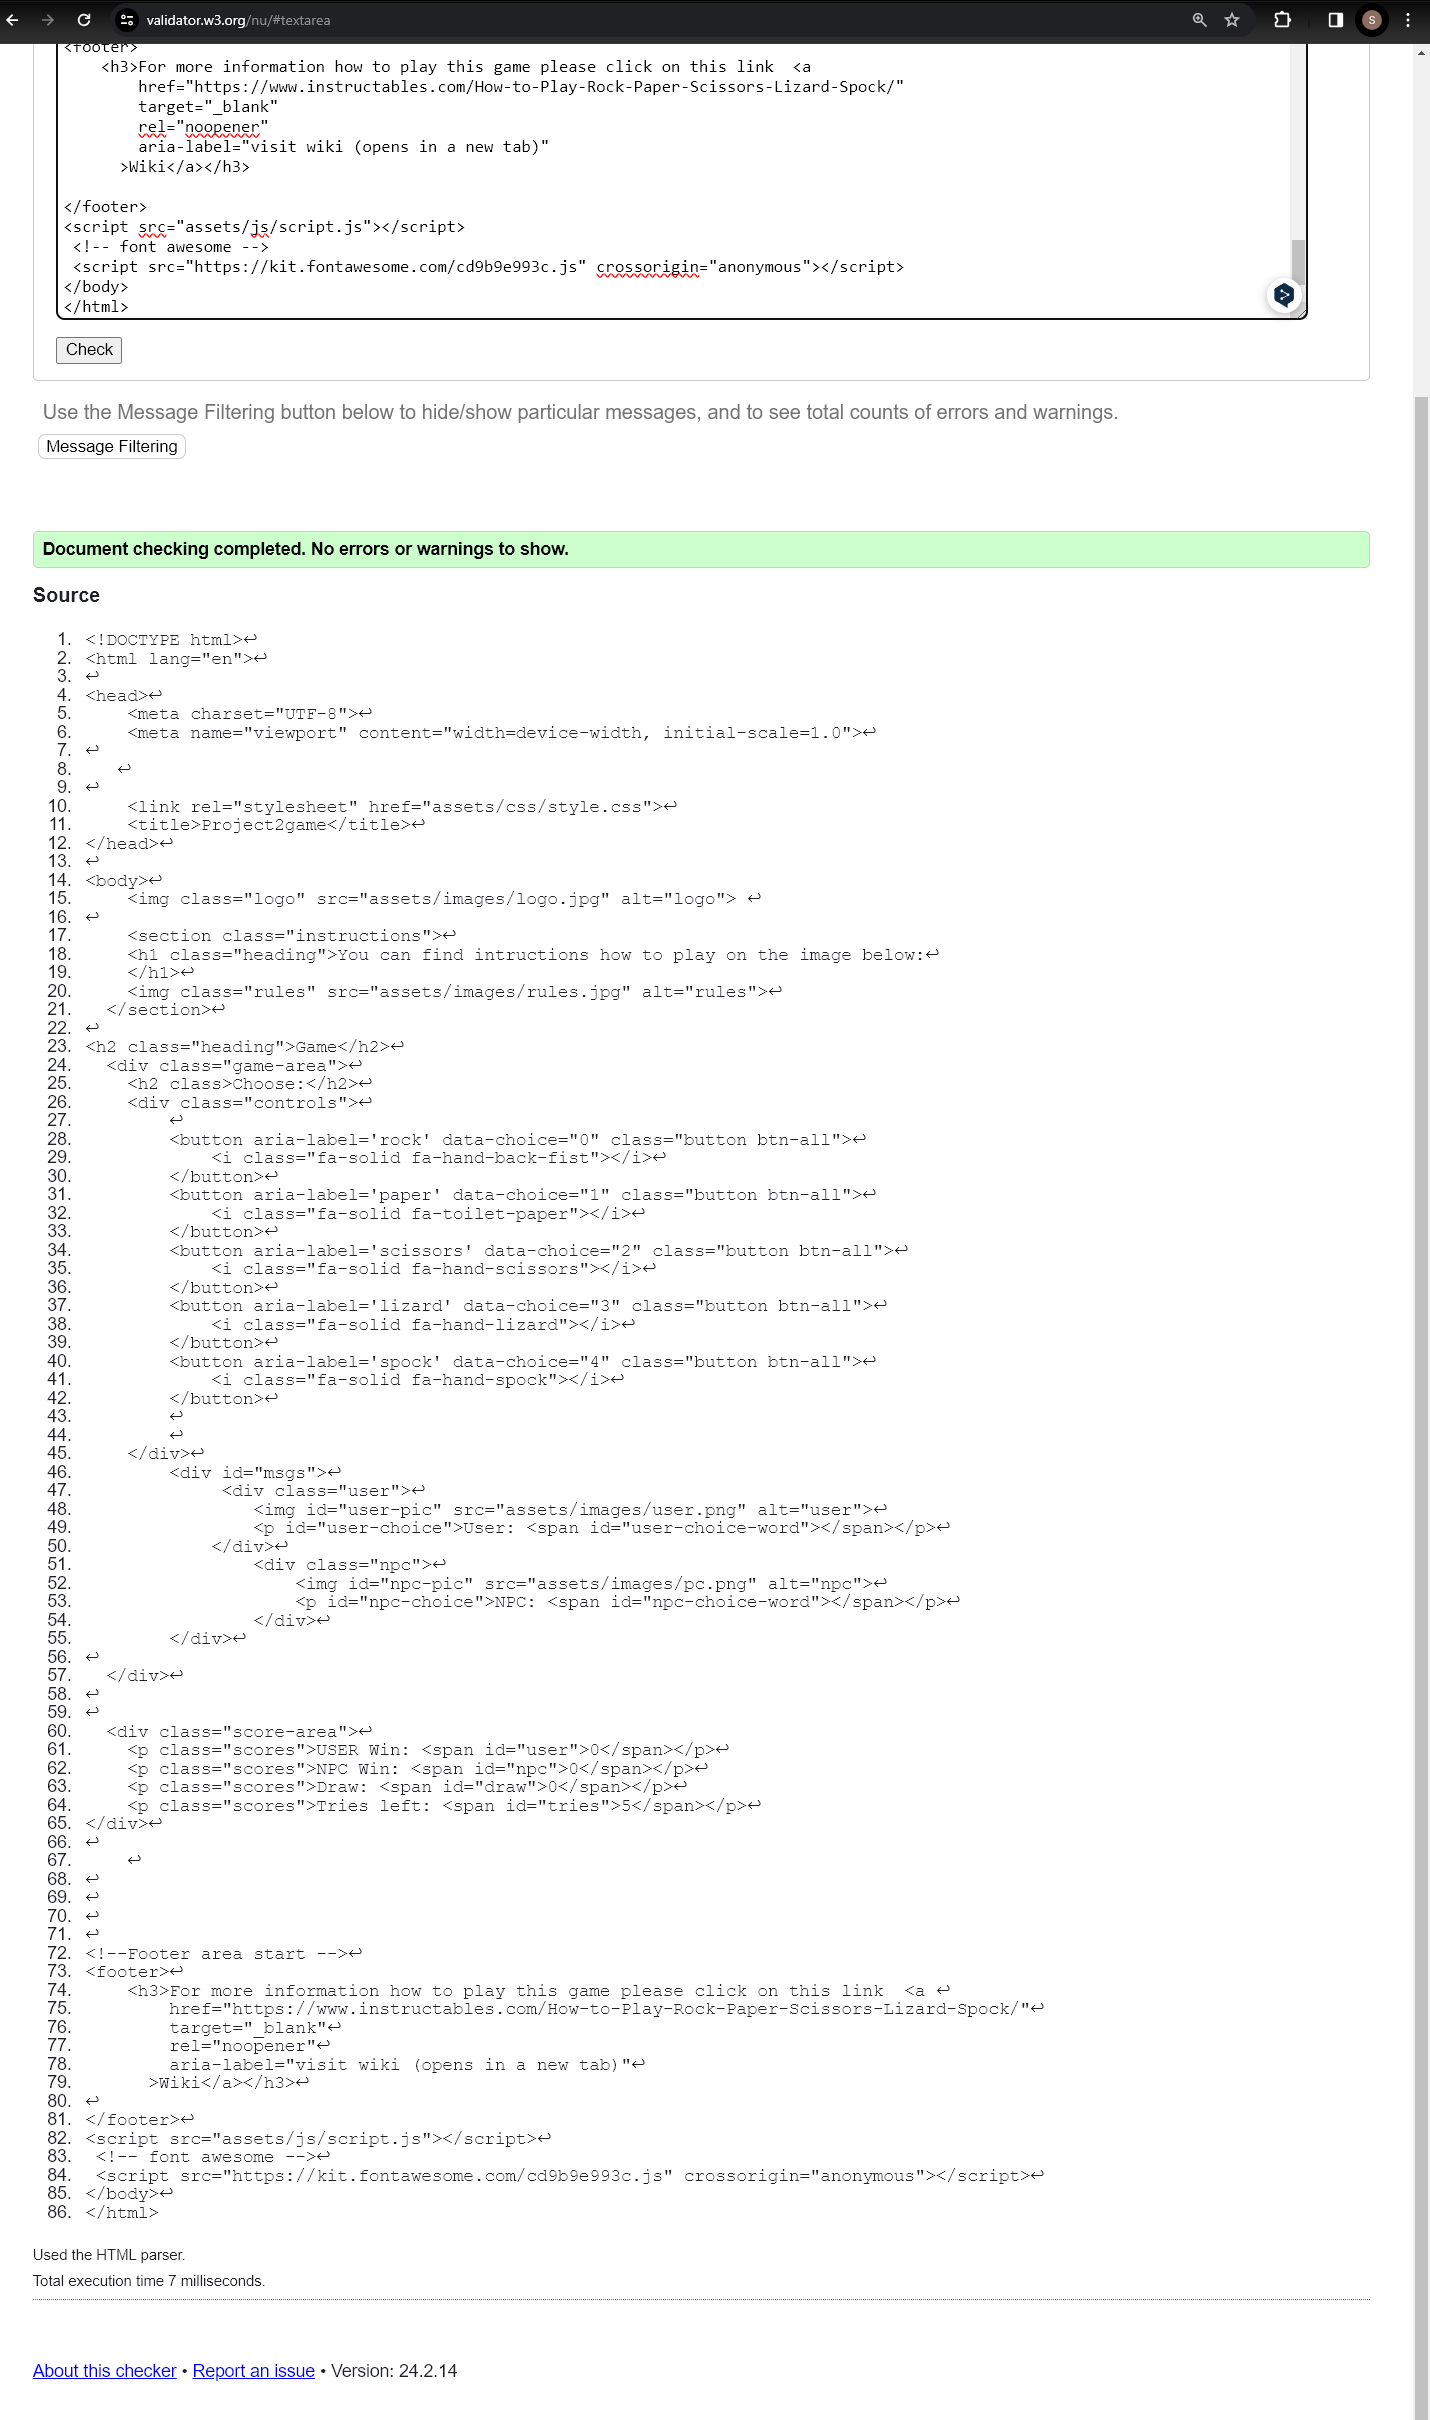 validator.w3.org/nu/#textarea
S
<footer>
<h3>For more information how to play this game please click on this link  <a
href="https://www.instructables.com/How-to-Play-Rock-Paper-Scissors-Lizard-Spock/"
target="_blank"
rel="noopener"
aria-label="visit wiki (opens in a new tab)"
>Wiki</a></h3>
</footer>
<script src="assets/js/script.js"></script>
<!-- font awesome -->
<script src="https://kit.fontawesome.com/cd9b9e993c.js" crossorigin="anonymous"></script>
</body>
</html>
Check
Use the Message Filtering button below to hide/show particular messages, and to see total counts of errors and warnings.
Message Filtering
Document checking completed. No errors or warnings to show.
Source
1. <!DOCTYPE html>↩
2. <html lang="en">↩
3. ↩
4. <head>↩
5.     <meta charset="UTF-8">↩
6.     <meta name="viewport" content="width=device-width, initial-scale=1.0">↩
7. ↩
8.    ↩
9. ↩
10.     <link rel="stylesheet" href="assets/css/style.css">↩
11.     <title>Project2game</title>↩
12. </head>↩
13. ↩
14. <body>↩
15.     <img class="logo" src="assets/images/logo.jpg" alt="logo"> ↩
16. ↩
17.     <section class="instructions">↩
18.     <h1 class="heading">You can find intructions how to play on the image below:↩
19.     </h1>↩
20.     <img class="rules" src="assets/images/rules.jpg" alt="rules">↩
21.   </section>↩
22. ↩
23. <h2 class="heading">Game</h2>↩
24.   <div class="game-area">↩
25.     <h2 class>Choose:</h2>↩
26.     <div class="controls">↩
27.         ↩
28.         <button aria-label='rock' data-choice="0" class="button btn-all">↩
29.             <i class="fa-solid fa-hand-back-fist"></i>↩
30.         </button>↩
31.         <button aria-label='paper' data-choice="1" class="button btn-all">↩
32.             <i class="fa-solid fa-toilet-paper"></i>↩
33.         </button>↩
34.         <button aria-label='scissors' data-choice="2" class="button btn-all">↩
35.             <i class="fa-solid fa-hand-scissors"></i>↩
36.         </button>↩
37.         <button aria-label='lizard' data-choice="3" class="button btn-all">↩
38.             <i class="fa-solid fa-hand-lizard"></i>↩
39.         </button>↩
40.         <button aria-label='spock' data-choice="4" class="button btn-all">↩
41.             <i class="fa-solid fa-hand-spock"></i>↩
42.         </button>↩
43.         ↩
44.         ↩
45.     </div>↩
46.         <div id="msgs">↩
47.              <div class="user">↩
48.                 <img id="user-pic" src="assets/images/user.png" alt="user">↩
49.                 <p id="user-choice">User: <span id="user-choice-word"></span></p>↩
50.             </div>↩
51.                 <div class="npc">↩
52.                     <img id="npc-pic" src="assets/images/pc.png" alt="npc">↩
53.                     <p id="npc-choice">NPC: <span id="npc-choice-word"></span></p>↩
54.                 </div>↩
55.         </div>↩
56. ↩
57.   </div>↩
58. ↩
59. ↩
60.   <div class="score-area">↩
61.     <p class="scores">USER Win: <span id="user">0</span></p>↩
62.     <p class="scores">NPC Win: <span id="npc">0</span></p>↩
63.     <p class="scores">Draw: <span id="draw">0</span></p>↩
64.     <p class="scores">Tries left: <span id="tries">5</span></p>↩
65. </div>↩
66. ↩
67.     ↩
68. ↩
69. ↩
70. ↩
71. ↩
72. <!--Footer area start -->↩
73. <footer>↩
74.     <h3>For more information how to play this game please click on this link  <a ↩
75.         href="https://www.instructables.com/How-to-Play-Rock-Paper-Scissors-Lizard-Spock/"↩
76.         target="_blank"↩
77.         rel="noopener"↩
78.         aria-label="visit wiki (opens in a new tab)"↩
79.       >Wiki</a></h3>↩
80. ↩
81. </footer>↩
82. <script src="assets/js/script.js"></script>↩
83.  <!-- font awesome -->↩
84.  <script src="https://kit.fontawesome.com/cd9b9e993c.js" crossorigin="anonymous"></script>↩
85. </body>↩
86. </html>
Used the HTML parser.
Total execution time 7 milliseconds.
About this checker • Report an issue • Version: 24.2.14